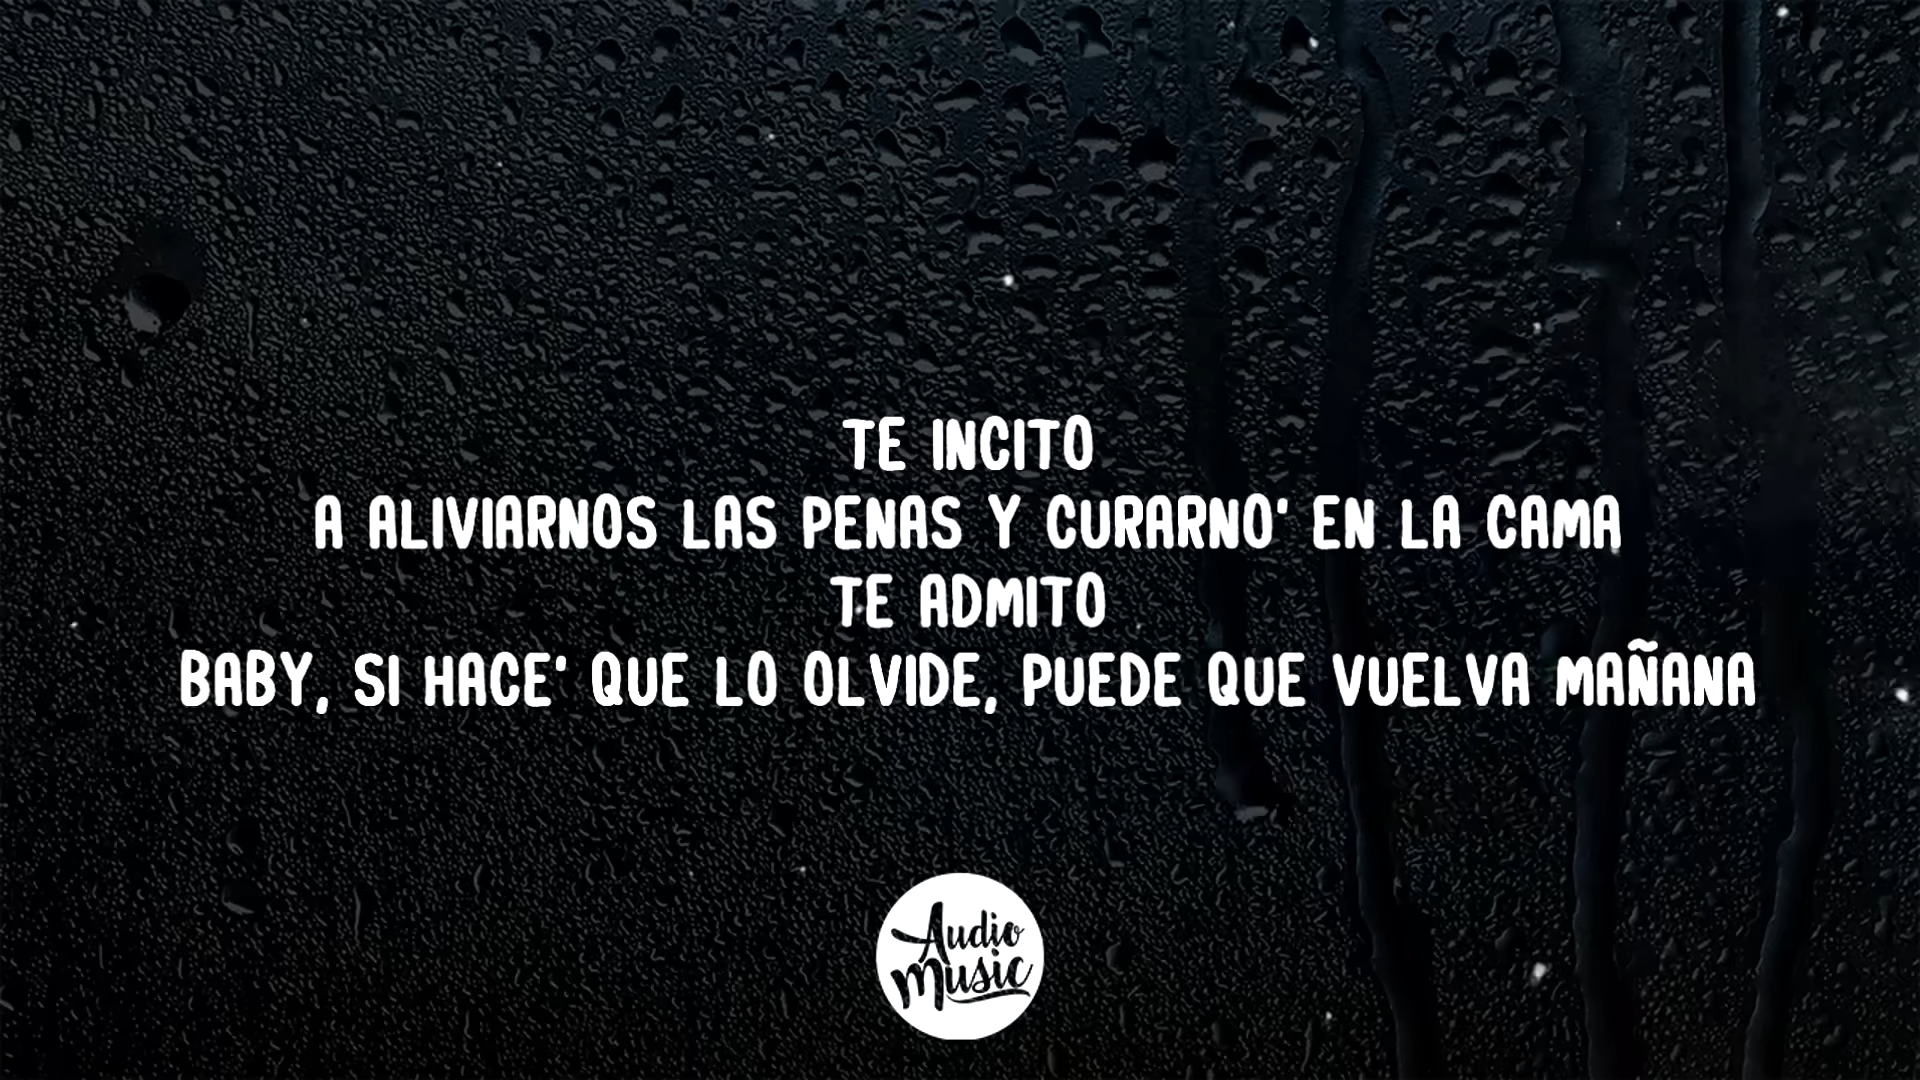 TE INCITO
A ALIVIARNOS LAS PENAS Y CURARNO' EN LA CAMA
TE ADMITO
BABY, SI HACE' QUE LO OLVIDE, PUEDE QUE VUELVA MAÑANA
Audio
Music